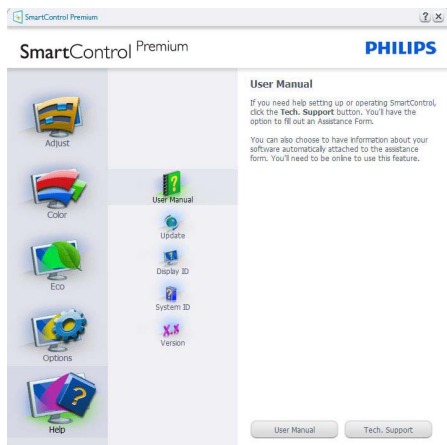 SmartControl Premium
? ×
SmartControl Premium
PHILIPS
Adjust
Color
Eco
Options
Help
User Manual
Update
Display ID
System ID
X.X
Version
User Manual
If you need help setting up or operating SmartControl,
click the Tech. Support button. You'll have the
option to fill out an Assistance Form.
You can also choose to have information about your
software automatically attached to the assistance
form. You'll need to be online to use this feature.
User Manual
Tech. Support